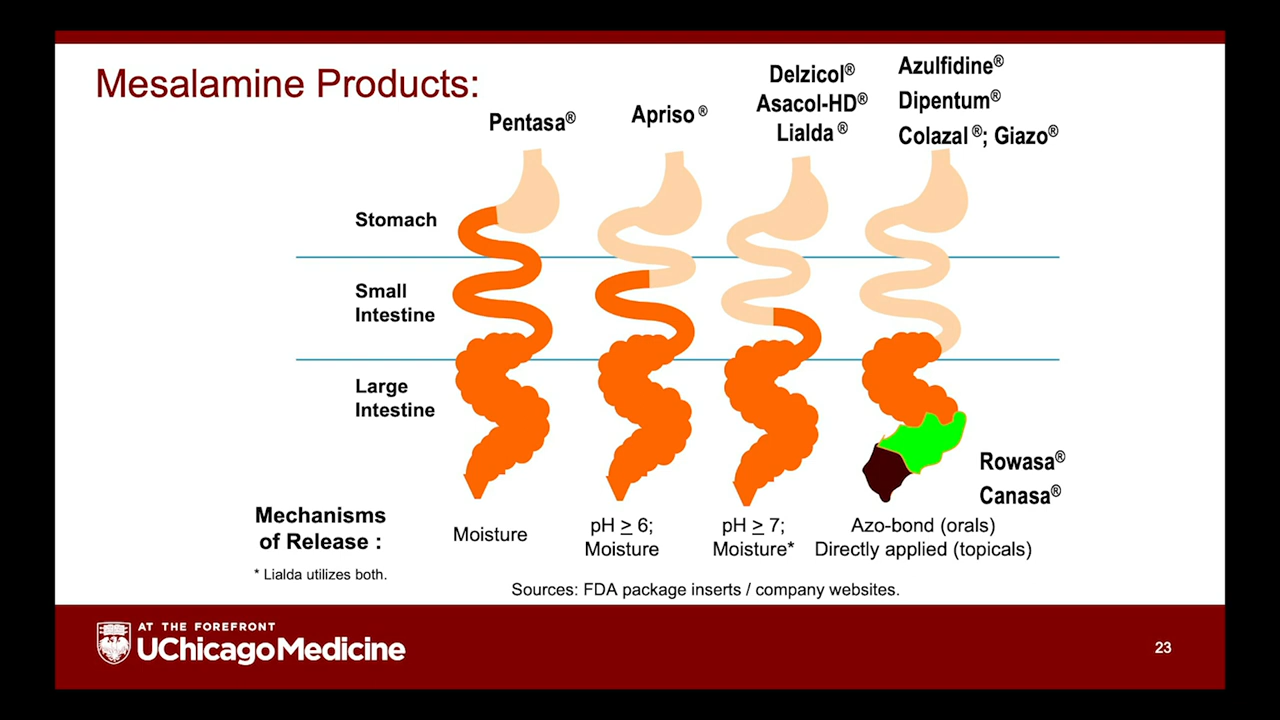 Mesalamine Products:
Pentasa®
Apriso ®
Delzicol®
Asacol-HD®
Lialda ®
Azulfidine®
Dipentum®
Colazal ®; Giazo®
Stomach
Small
Intestine
Large
Intestine
Rowasa®
Canasa®
Mechanisms
of Release :
Moisture
pH ≥ 6;
Moisture
pH ≥ 7;
Moisture*
Azo-bond (orals)
Directly applied (topicals)
* Lialda utilizes both.
Sources: FDA package inserts / company websites.
AT THE FOREFRONT
UChicagoMedicine
23